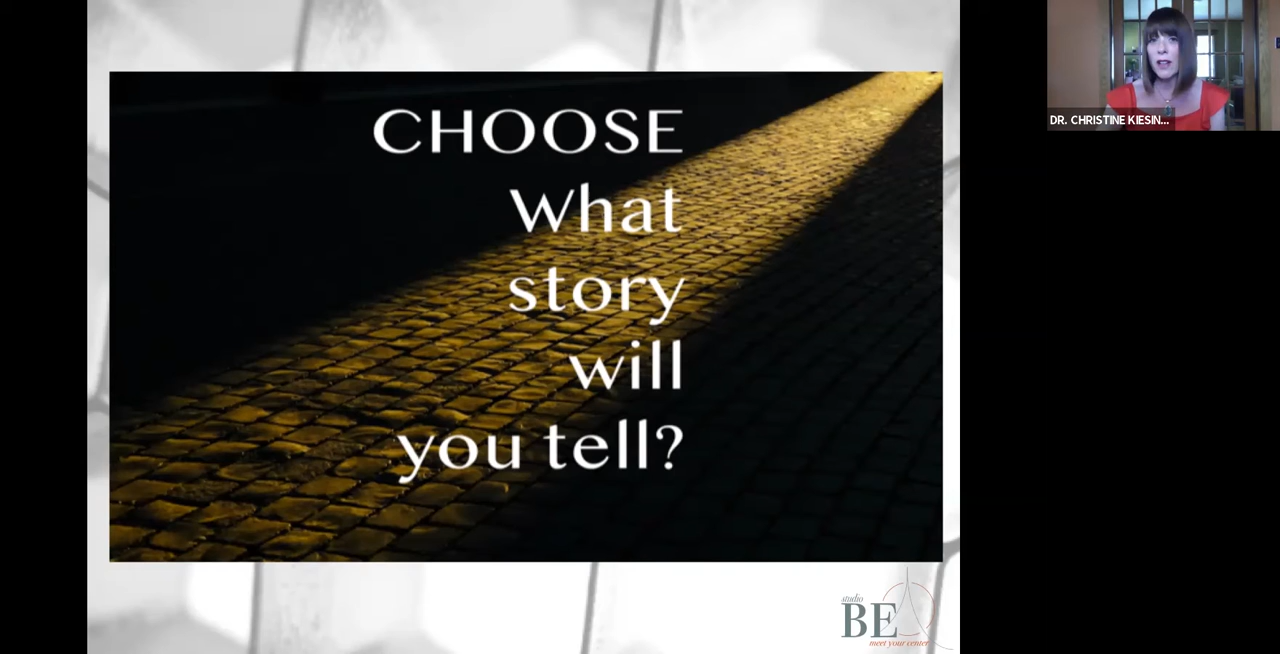 CHOOSE
What
story
will
you tell?
DR. CHRISTINE KIESIN...
studio
BE
meet your center